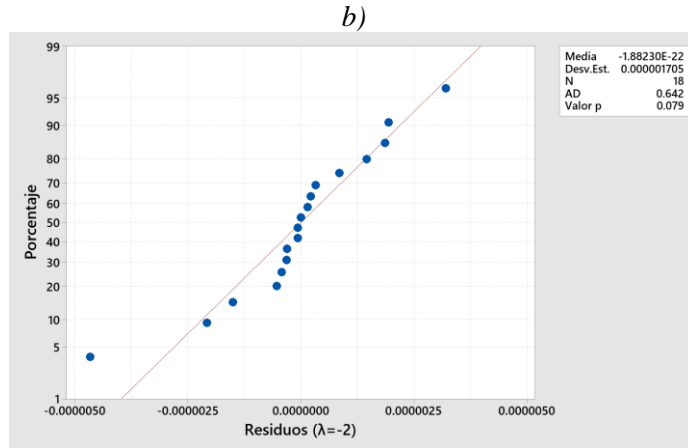 b)
Media -1.88230E-22
Desv.Est. 0.000001705
N 18
AD 0.642
Valor p 0.079
Porcentaje
99
95
90
80
70
60
50
40
30
20
10
5
1
-0.0000050 -0.0000025 0.0000000 0.0000025 0.0000050
Residuos (λ=-2)